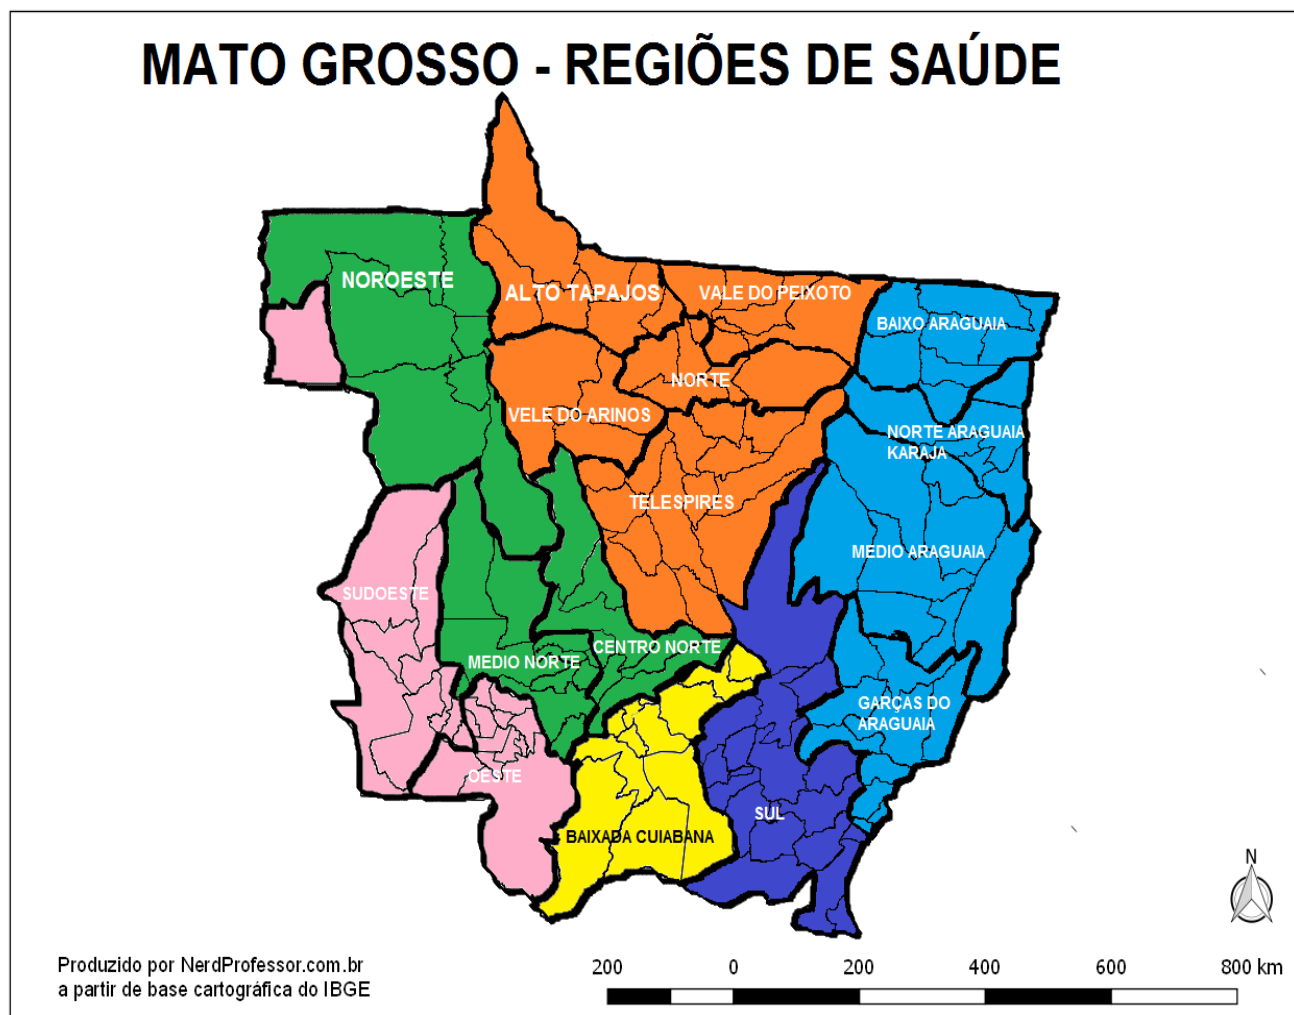 MATO GROSSO - REGIÕES DE SAÚDE
NOROESTE
ALTO TAPAJOS
VALE DO PEIXOTO
BAIXO ARAGUAIA
NORTE
VELE DO ARINOS
NORTE ARAGUAIA
KARAJA
TELESPIRES
MEDIO ARAGUAIA
SUDOESTE
MEDIO NORTE
CENTRO NORTE
GARÇAS DO
ARAGUAIA
OESTE
SUL
BAIXADA CUIABANA
N
Produzido por NerdProfessor.com.br
a partir de base cartográfica do IBGE
200 0 200 400 600 800 km